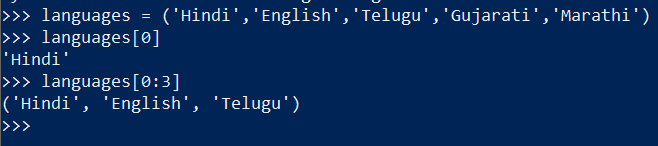 >>> languages = ('Hindi','English','Telugu','Gujarati','Marathi')
>>> languages[0]
'Hindi'
>>> languages[0:3]
('Hindi', 'English', 'Telugu')
>>>